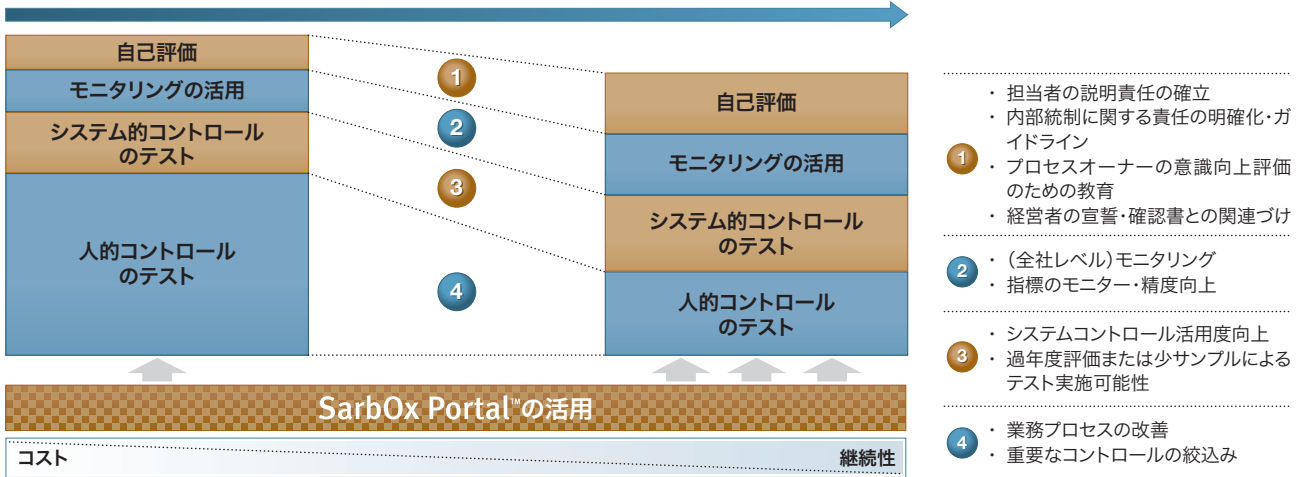 自己評価
モニタリングの活用
システム的コントロール
のテスト
人的コントロール
のテスト
1
2
3
4
自己評価
モニタリングの活用
システム的コントロール
のテスト
人的コントロール
のテスト
SarbOx Portal™の活用
コスト
継続性
1
・ 担当者の説明責任の確立
・ 内部統制に関する責任の明確化・ガ
イドライン
・ プロセスオーナーの意識向上評価
のための教育
・ 経営者の宣誓・確認書との関連づけ
2
・ （全社レベル）モニタリング
・ 指標のモニター・精度向上
3
・ システムコントロール活用度向上
・ 過年度評価または少サンプルによる
テスト実施可能性
4
・ 業務プロセスの改善
・ 重要なコントロールの絞込み